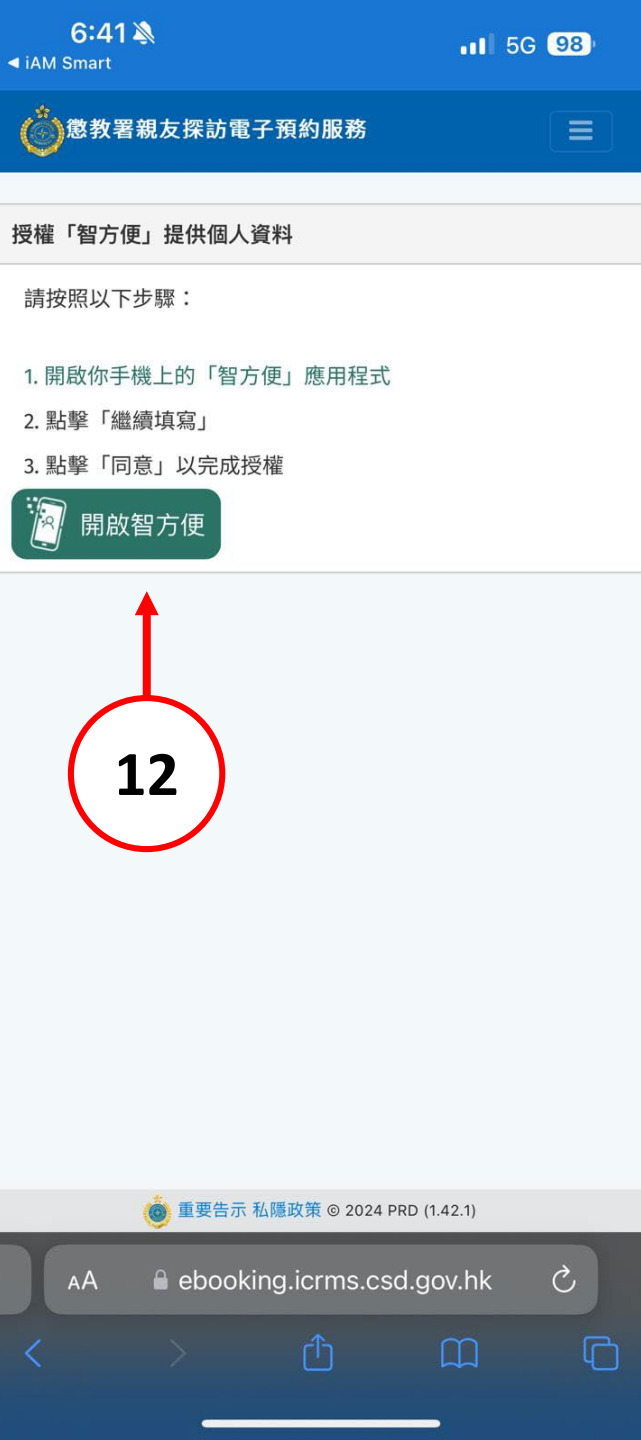 6:41
5G 98
◀ iAM Smart
懲教署親友探訪電子預約服務
授權「智方便」提供個人資料
請按照以下步驟：
1. 開啟你手機上的「智方便」應用程式
2. 點擊「繼續填寫」
3. 點擊「同意」以完成授權
開啟智方便
12
重要告示 私隱政策 © 2024 PRD (1.42.1)
AA ebooking.icrms.csd.gov.hk